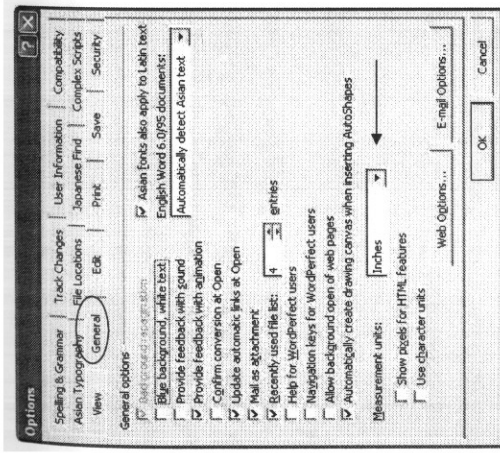 Options
Spelling & Grammar Track Changes User Information Compatibility
Asian Typography File Locations Japanese Find Complex Scripts
View General Edit Print Save Security
General options
Background repagination
Blue background, white text
Provide feedback with sound
Provide feedback with animation
Confirm conversion at Open
Update automatic links at Open
Mail as attachment
Recently used file list: 4 entries
Help for WordPerfect users
Navigation keys for WordPerfect users
Allow background open of web pages
Automatically create drawing canvas when inserting AutoShapes
Asian fonts also apply to Latin text
English Word 6.0/95 documents:
Automatically detect Asian text
Measurement units: Inches
Show pixels for HTML features
Use character units
Web Options... E-mail Options...
OK Cancel